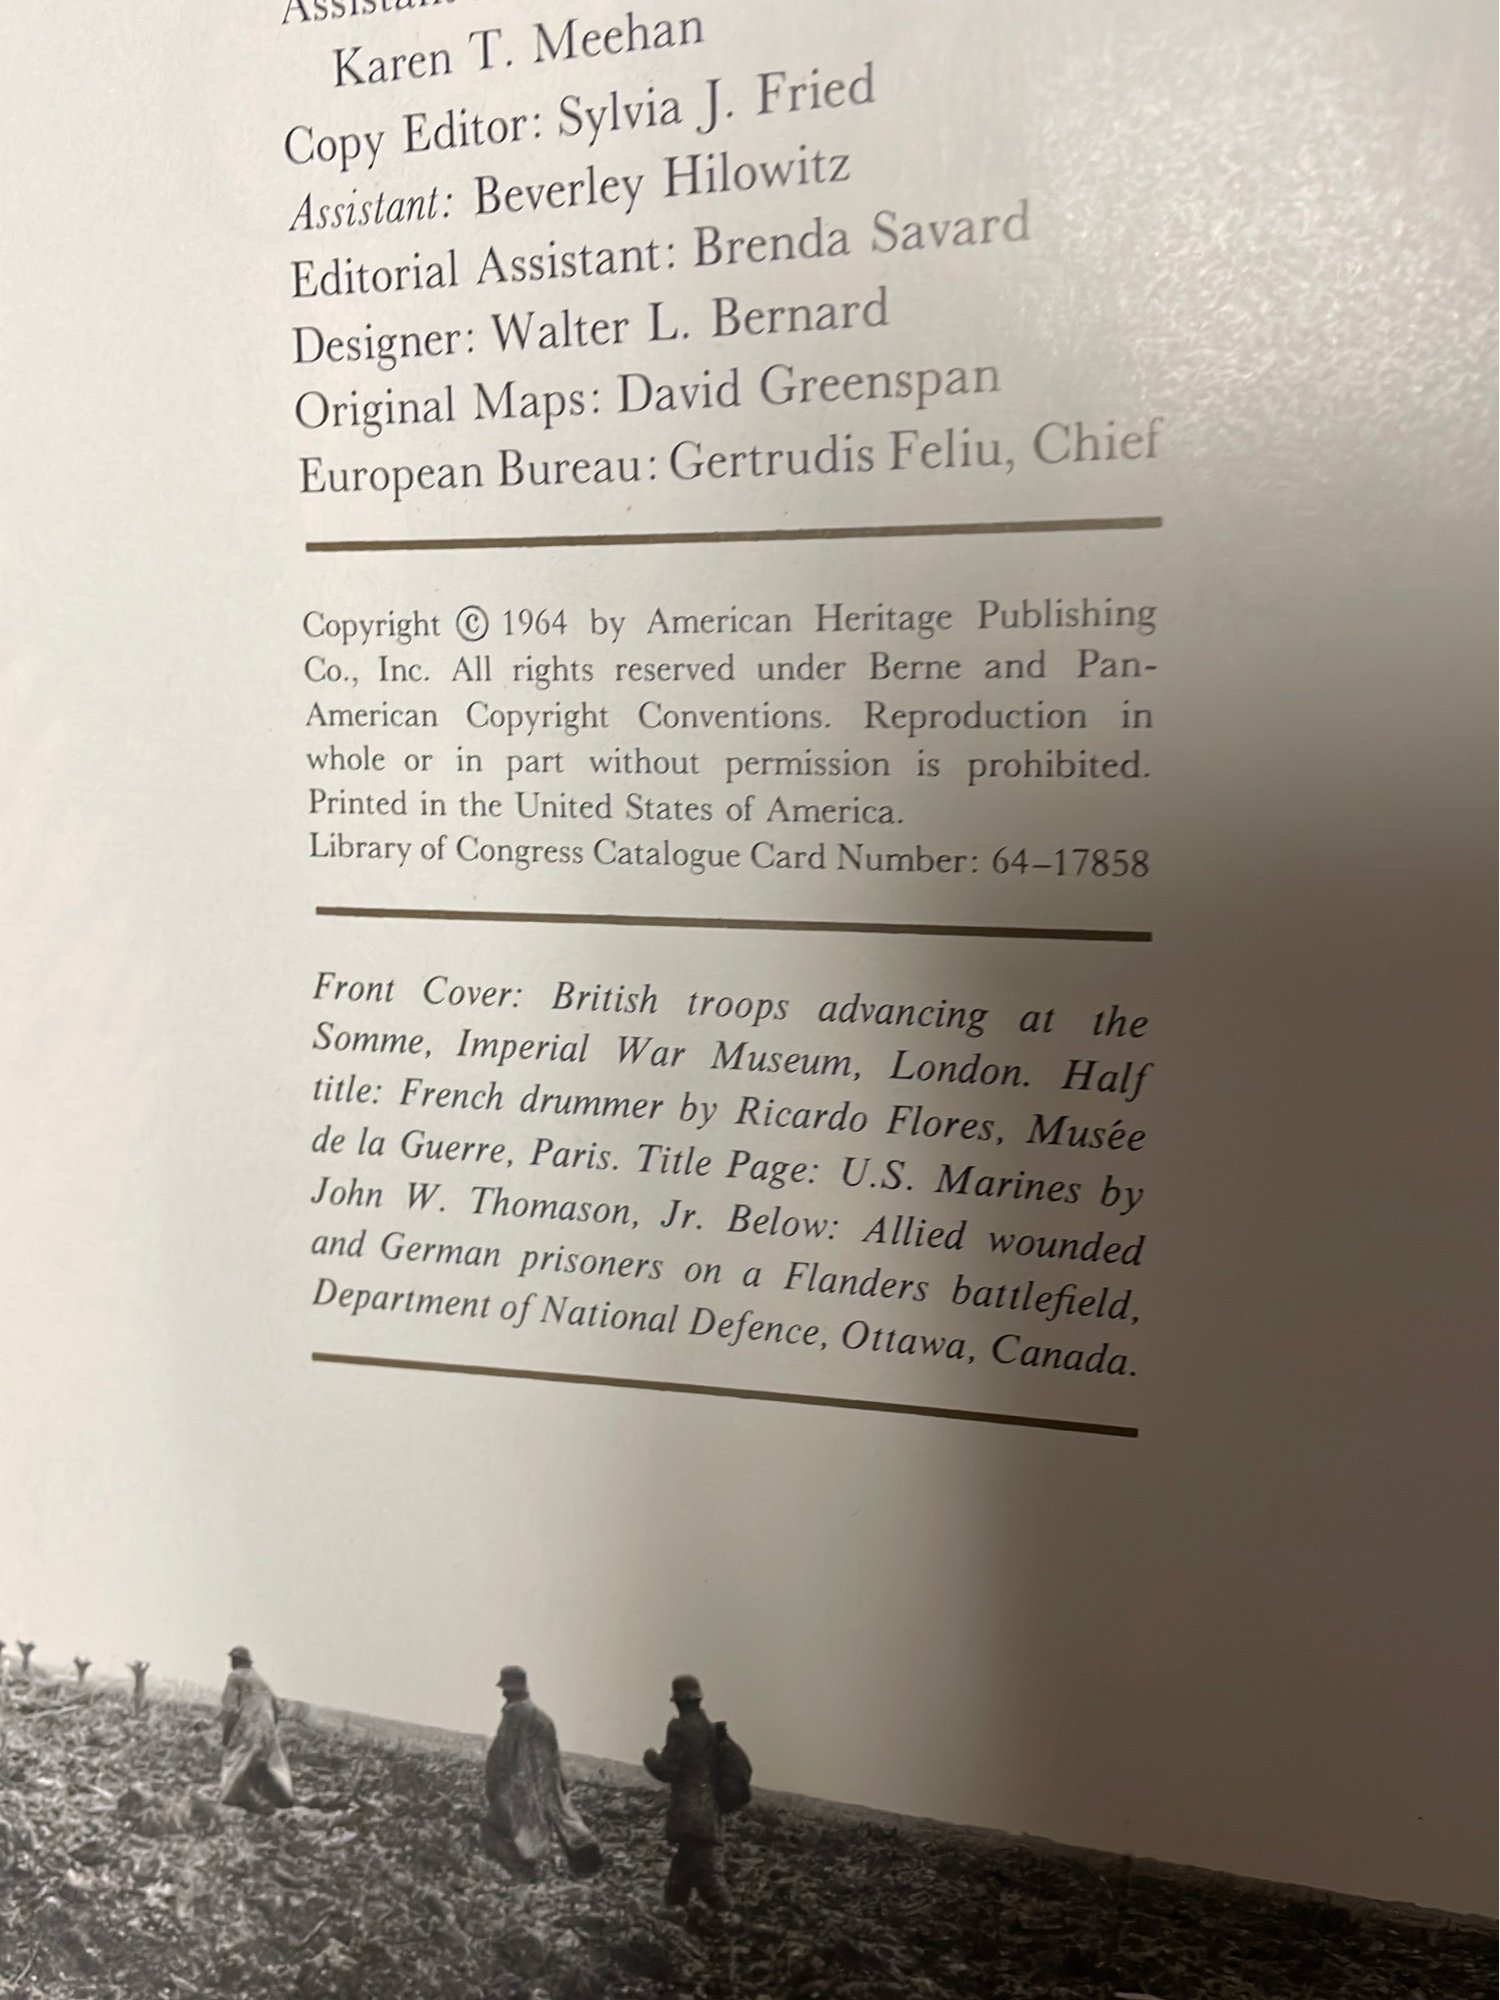 Assistant
Karen T. Meehan
Copy Editor: Sylvia J. Fried
Assistant: Beverley Hilowitz
Editorial Assistant: Brenda Savard
Designer: Walter L. Bernard
Original Maps: David Greenspan
European Bureau: Gertrudis Feliu, Chief
Copyright © 1964 by American Heritage Publishing
Co., Inc. All rights reserved under Berne and Pan-
American Copyright Conventions. Reproduction in
whole or in part without permission is prohibited.
Printed in the United States of America.
Library of Congress Catalogue Card Number: 64–17858
Front Cover: British troops advancing at the
Somme, Imperial War Museum, London. Half
title: French drummer by Ricardo Flores, Musée
de la Guerre, Paris. Title Page: U.S. Marines by
John W. Thomason, Jr. Below: Allied wounded
and German prisoners on a Flanders battlefield,
Department of National Defence, Ottawa, Canada.